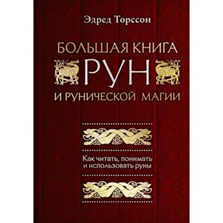 Эдред Торссон
БОЛЬШАЯ КНИГА
РУН
И РУНИЧЕСКОЙ МАГИИ
Как читать, понимать
и использовать руны